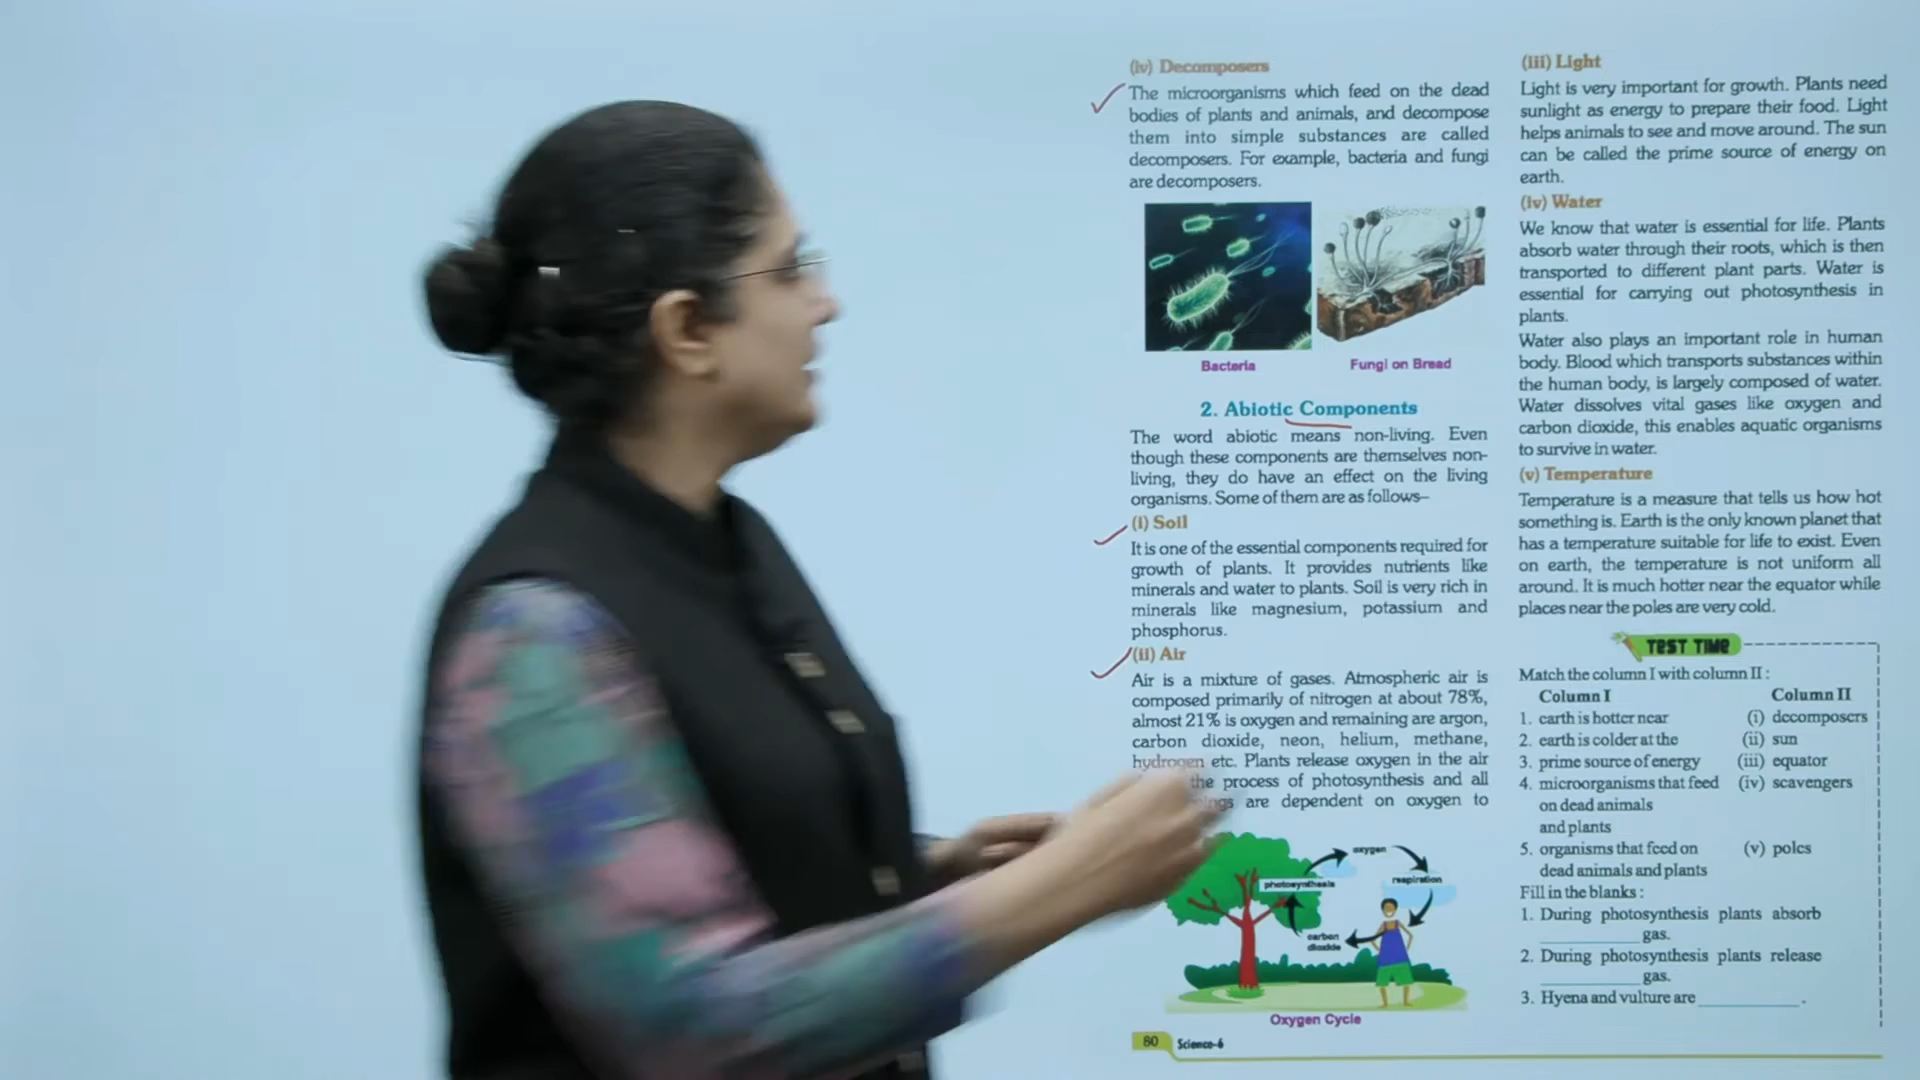 (iv) Decomposers
The microorganisms which feed on the dead
bodies of plants and animals, and decompose
them into simple substances are called
decomposers. For example, bacteria and fungi
are decomposers.
Bacteria
Fungi on Bread
2. Abiotic Components
The word abiotic means non-living. Even
though these components are themselves non-
living, they do have an effect on the living
organisms. Some of them are as follows–
(i) Soil
It is one of the essential components required for
growth of plants. It provides nutrients like
minerals and water to plants. Soil is very rich in
minerals like magnesium, potassium and
phosphorus.
(ii) Air
Air is a mixture of gases. Atmospheric air is
composed primarily of nitrogen at about 78%,
almost 21% is oxygen and remaining are argon,
carbon dioxide, neon, helium, methane,
hydrogen etc. Plants release oxygen in the air
the process of photosynthesis and all
are dependent on oxygen to
oxygen
photosynthesis
respiration
carbon
dioxide
Oxygen Cycle
80 Science-6
(iii) Light
Light is very important for growth. Plants need
sunlight as energy to prepare their food. Light
helps animals to see and move around. The sun
can be called the prime source of energy on
earth.
(iv) Water
We know that water is essential for life. Plants
absorb water through their roots, which is then
transported to different plant parts. Water is
essential for carrying out photosynthesis in
plants.
Water also plays an important role in human
body. Blood which transports substances within
the human body, is largely composed of water.
Water dissolves vital gases like oxygen and
carbon dioxide, this enables aquatic organisms
to survive in water.
(v) Temperature
Temperature is a measure that tells us how hot
something is. Earth is the only known planet that
has a temperature suitable for life to exist. Even
on earth, the temperature is not uniform all
around. It is much hotter near the equator while
places near the poles are very cold.
TEST TIME
Match the column I with column II :
Column I Column II
1. earth is hotter near (i) decomposers
2. earth is colder at the (ii) sun
3. prime source of energy (iii) equator
4. microorganisms that feed (iv) scavengers
on dead animals
and plants
5. organisms that feed on (v) poles
dead animals and plants
Fill in the blanks :
1. During photosynthesis plants absorb
__________ gas.
2. During photosynthesis plants release
__________ gas.
3. Hyena and vulture are __________ .